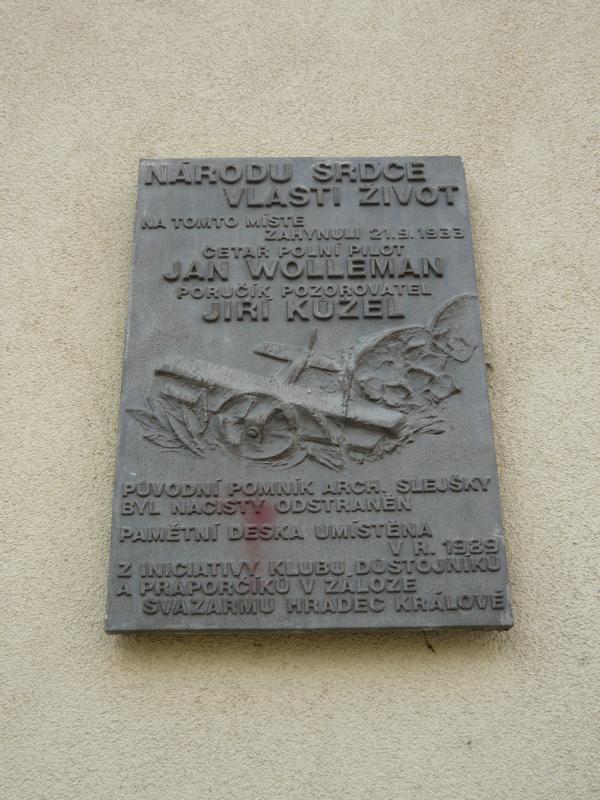 NÁRODU SRDCE
VLASTI ŽIVOT
NA TOMTO MÍSTĚ
ZAHYNULI 21.9.1933
ČETAŘ POLNÍ PILOT
JAN WOLLEMAN
PORUČÍK POZOROVATEL
JIŘÍ KŮZEL
PŮVODNÍ POMNÍK ARCH. SLEJŠKY
BYL NACISTY ODSTRANĚN
PAMĚTNÍ DESKA UMÍSTĚNA
V R. 1989
Z INICIATIVY KLUBU DŮSTOJNÍKŮ
A PRAPORČÍKŮ V ZÁLOZE
SVAZARMU HRADEC KRÁLOVÉ